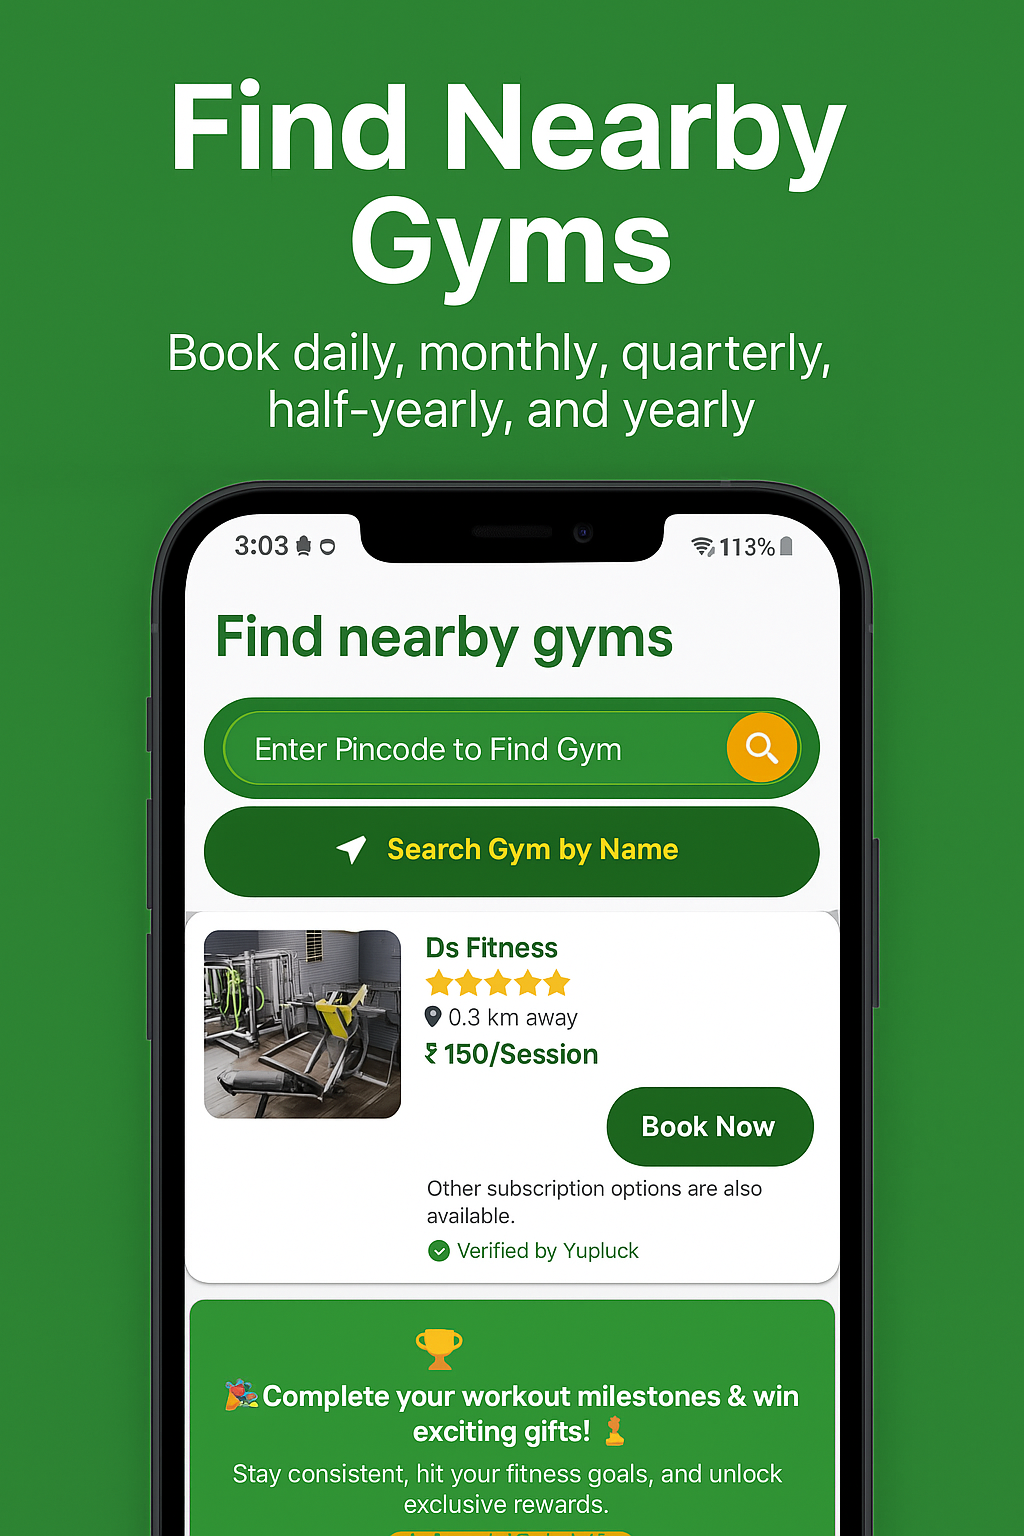 Find Nearby
Gyms
Book daily, monthly, quarterly,
half-yearly, and yearly
3:03
113%
Find nearby gyms
Enter Pincode to Find Gym
Search Gym by Name
Ds Fitness
0.3 km away
₹ 150/Session
Book Now
Other subscription options are also
available.
Verified by Yupluck
Complete your workout milestones & win
exciting gifts!
Stay consistent, hit your fitness goals, and unlock
exclusive rewards.